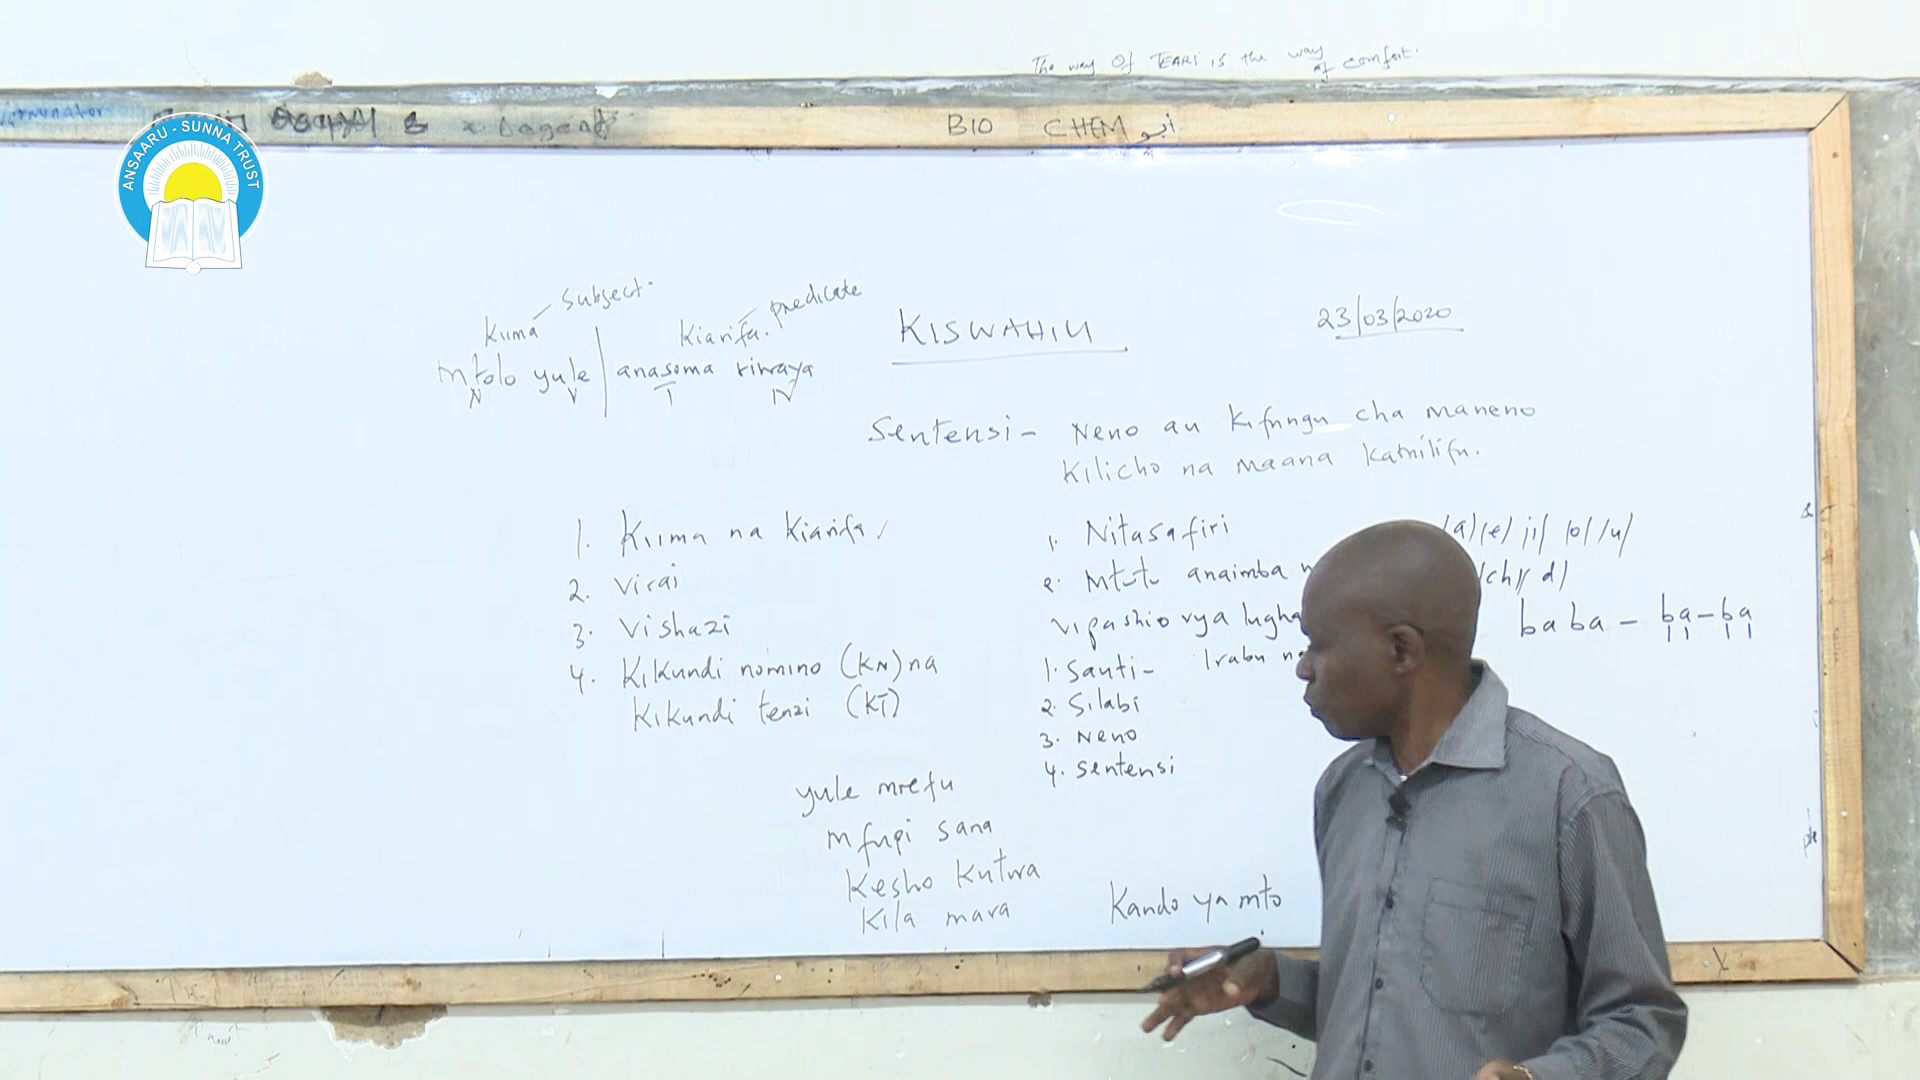 The way of TEARS is the way of comfort.
BIO CHEM أبو
ANSAARU - SUNNA TRUST
Subject.
predicate
Kiima
Kiarifa.
KISWAHILI
23/03/2020
mtoto yule | anasoma riwaya
N V T N
Sentensi - Neno au Kifungu cha maneno
Kilicho na maana Kamilifu.
1. Kiima na Kiarifa
2. Virai
3. Vishazi
4. Kikundi nomino (KN) na
Kikundi tenzi (KT)
1. Nitasafiri
2. Mtutu anaimba
vipashio vya lugha
1. Sauti - Irabu na
2. Silabi
3. Neno
4. Sentensi
/a/ /e/ /i/ /o/ /u/
/ch/ /d/
baba - ba-ba
yule mrefu
mfupi sana
Kesho Kutwa
Kila mara
Kando ya mto